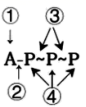 ① ③
A-P~P~P
② ④